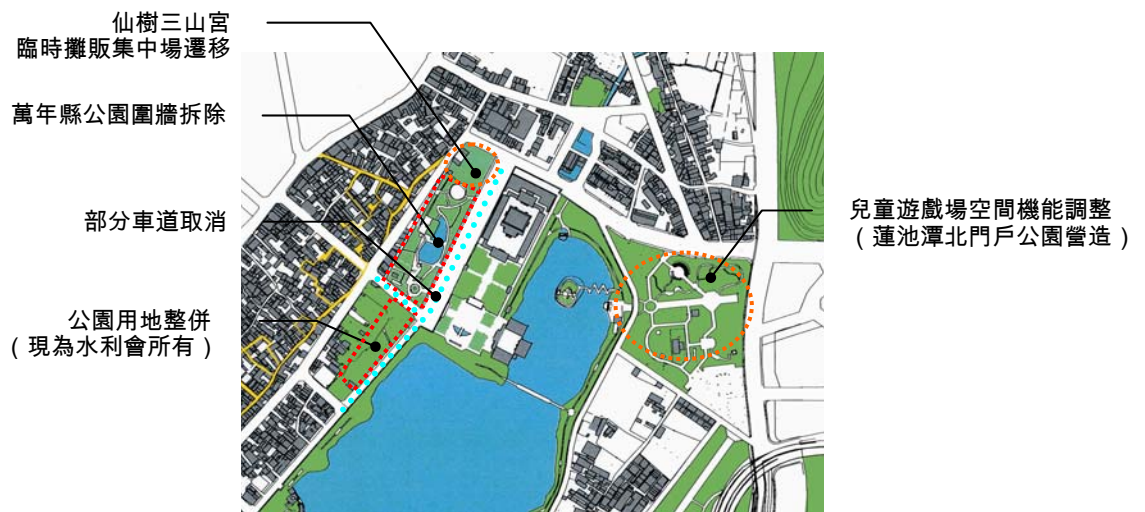 仙樹三山宮
臨時攤販集中場遷移
萬年縣公園圍牆拆除
部分車道取消
公園用地整併
（現為水利會所有）
兒童遊戲場空間機能調整
（蓮池潭北門戶公園營造）